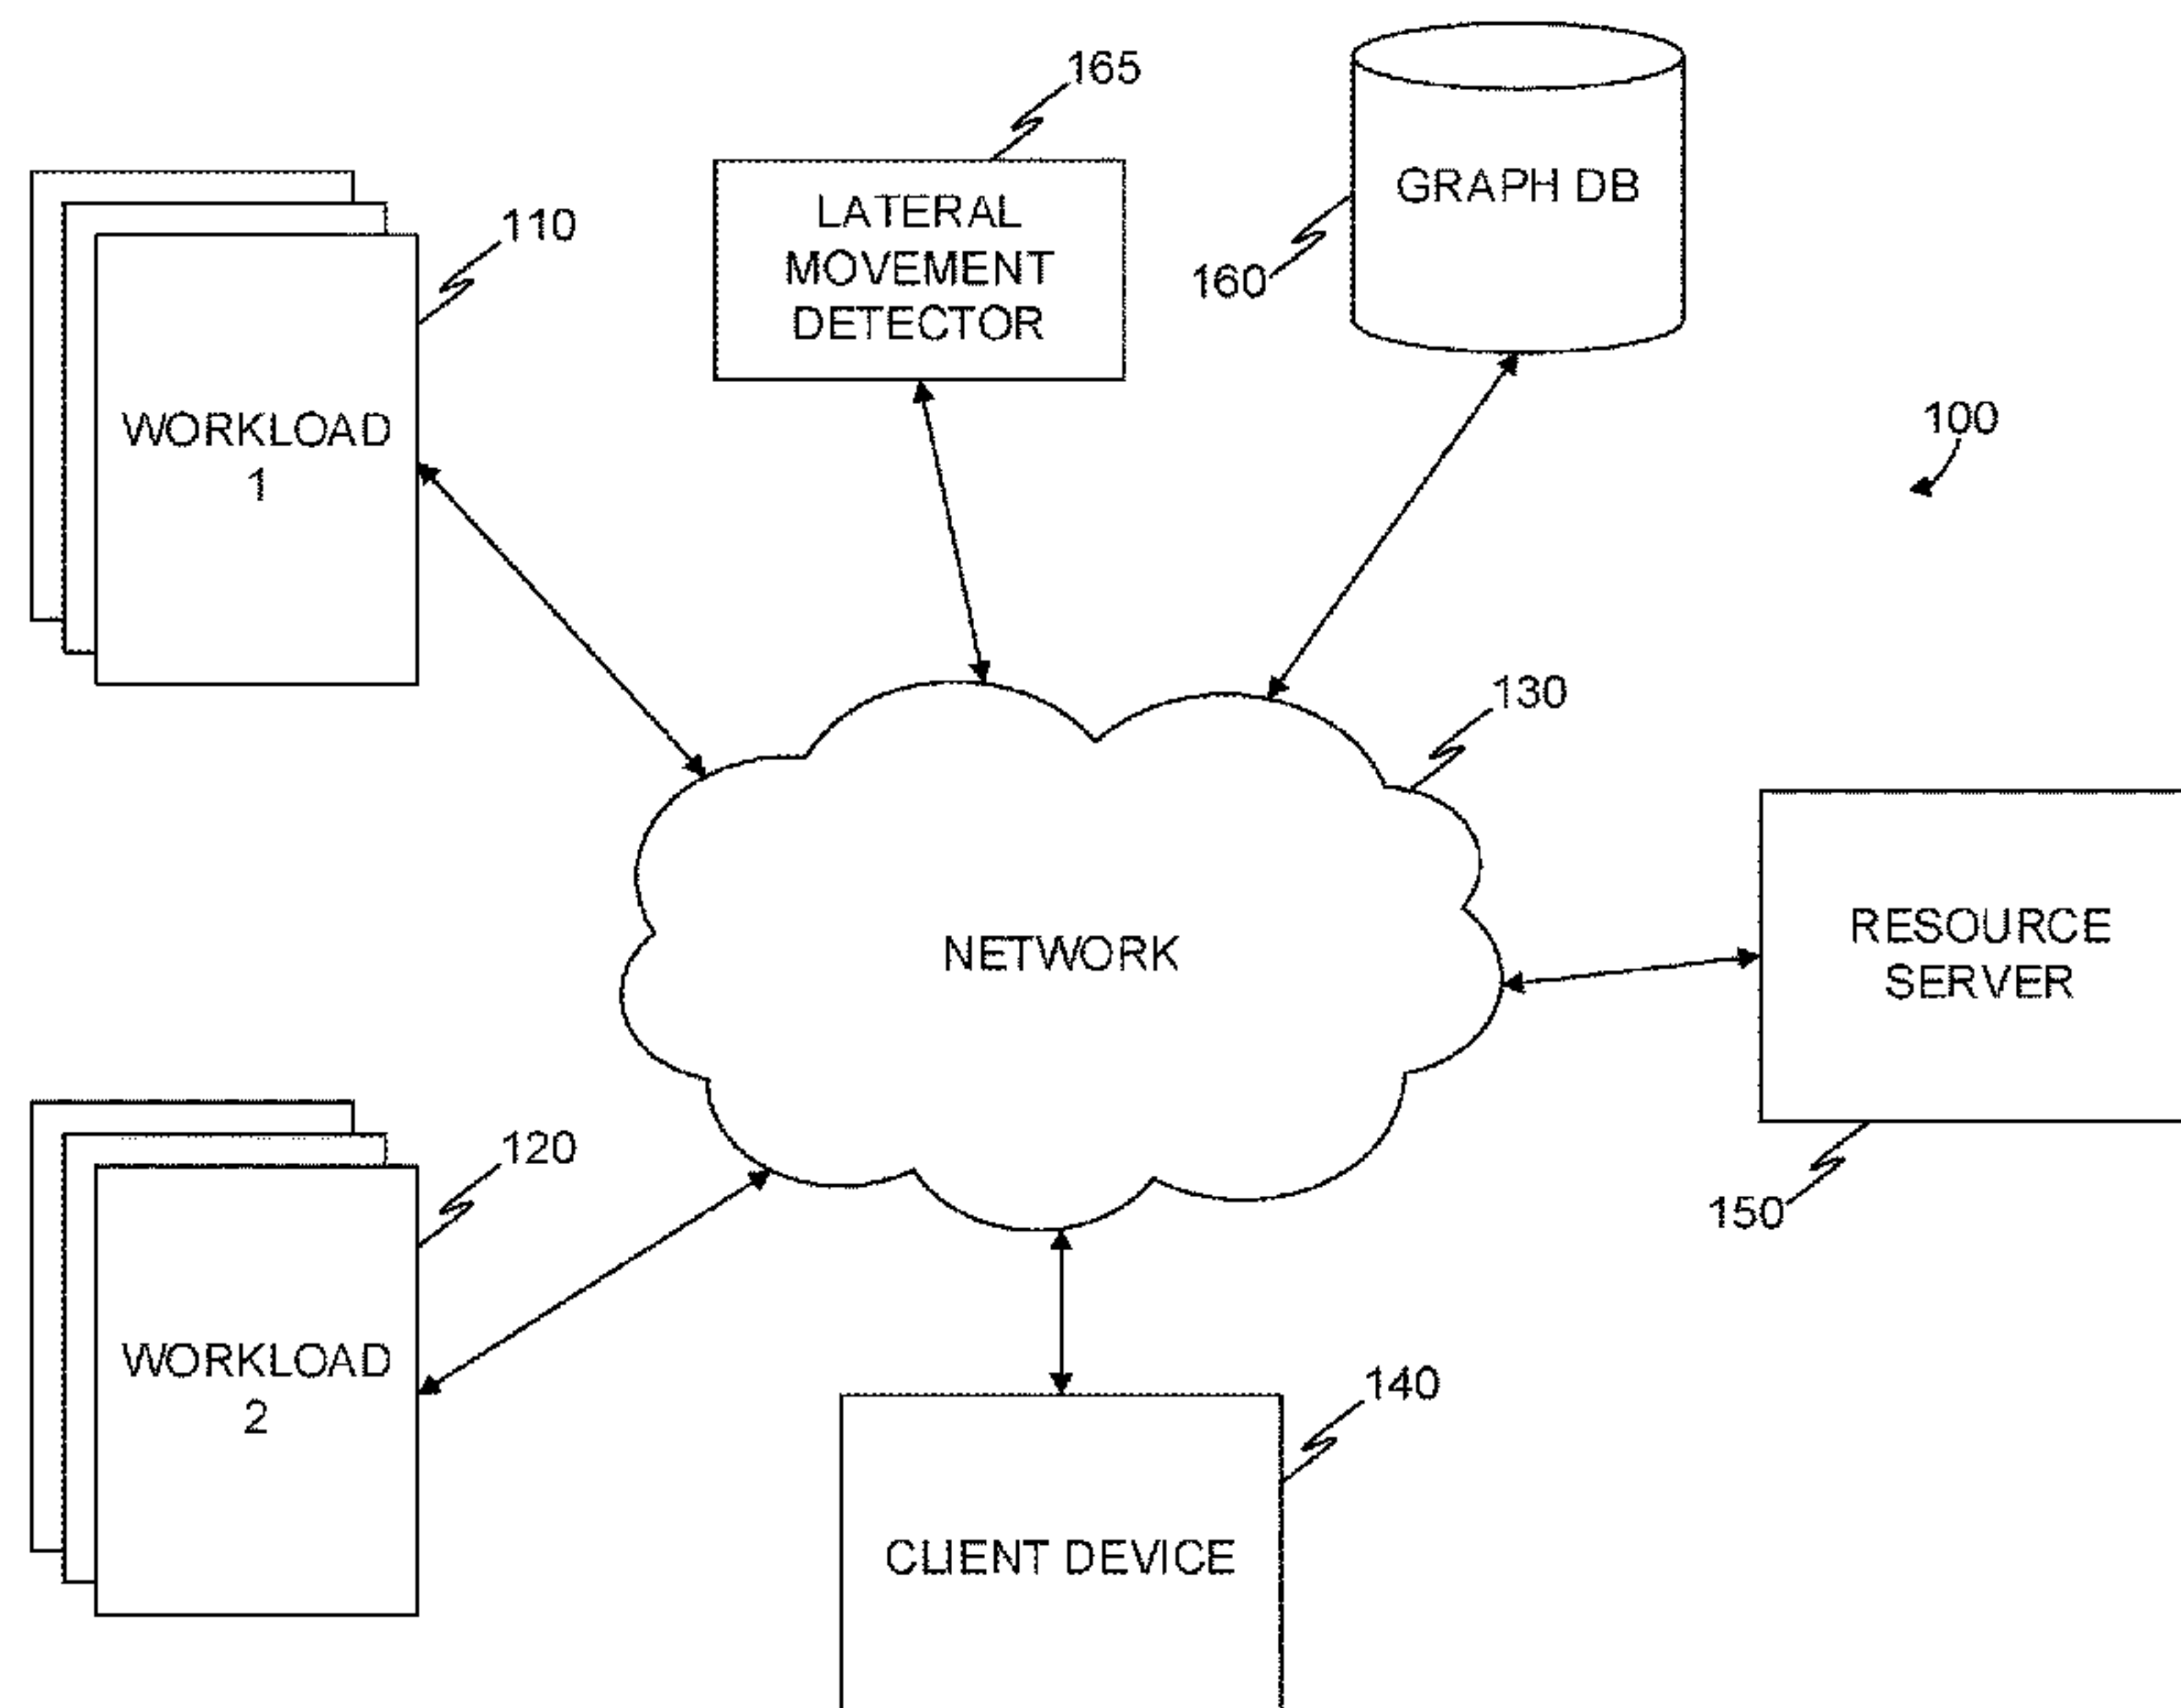 165
LATERAL
MOVEMENT
DETECTOR
GRAPH DB
160
110
WORKLOAD
1
100
130
NETWORK
RESOURCE
SERVER
150
120
WORKLOAD
2
140
CLIENT DEVICE